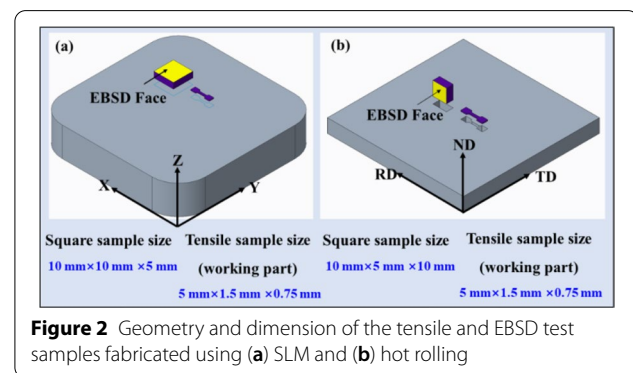 (a)
EBSD Face
Z
X
Y
Square sample size
10 mm×10 mm ×5 mm
Tensile sample size
(working part)
5 mm×1.5 mm ×0.75 mm
(b)
EBSD Face
ND
RD
TD
Square sample size
10 mm×5 mm ×10 mm
Tensile sample size
(working part)
5 mm×1.5 mm ×0.75 mm
Figure 2 Geometry and dimension of the tensile and EBSD test
samples fabricated using (a) SLM and (b) hot rolling